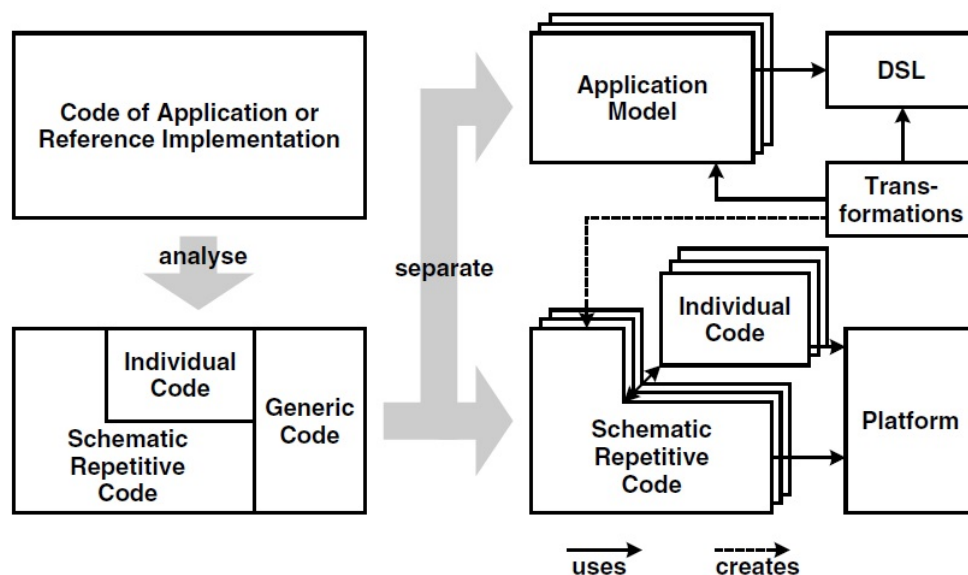 Code of Application or
Reference Implementation
analyse
Individual
Code
Schematic
Repetitive
Code
Generic
Code
separate
Application
Model
DSL
Trans-
formations
Individual
Code
Schematic
Repetitive
Code
Platform
uses
creates